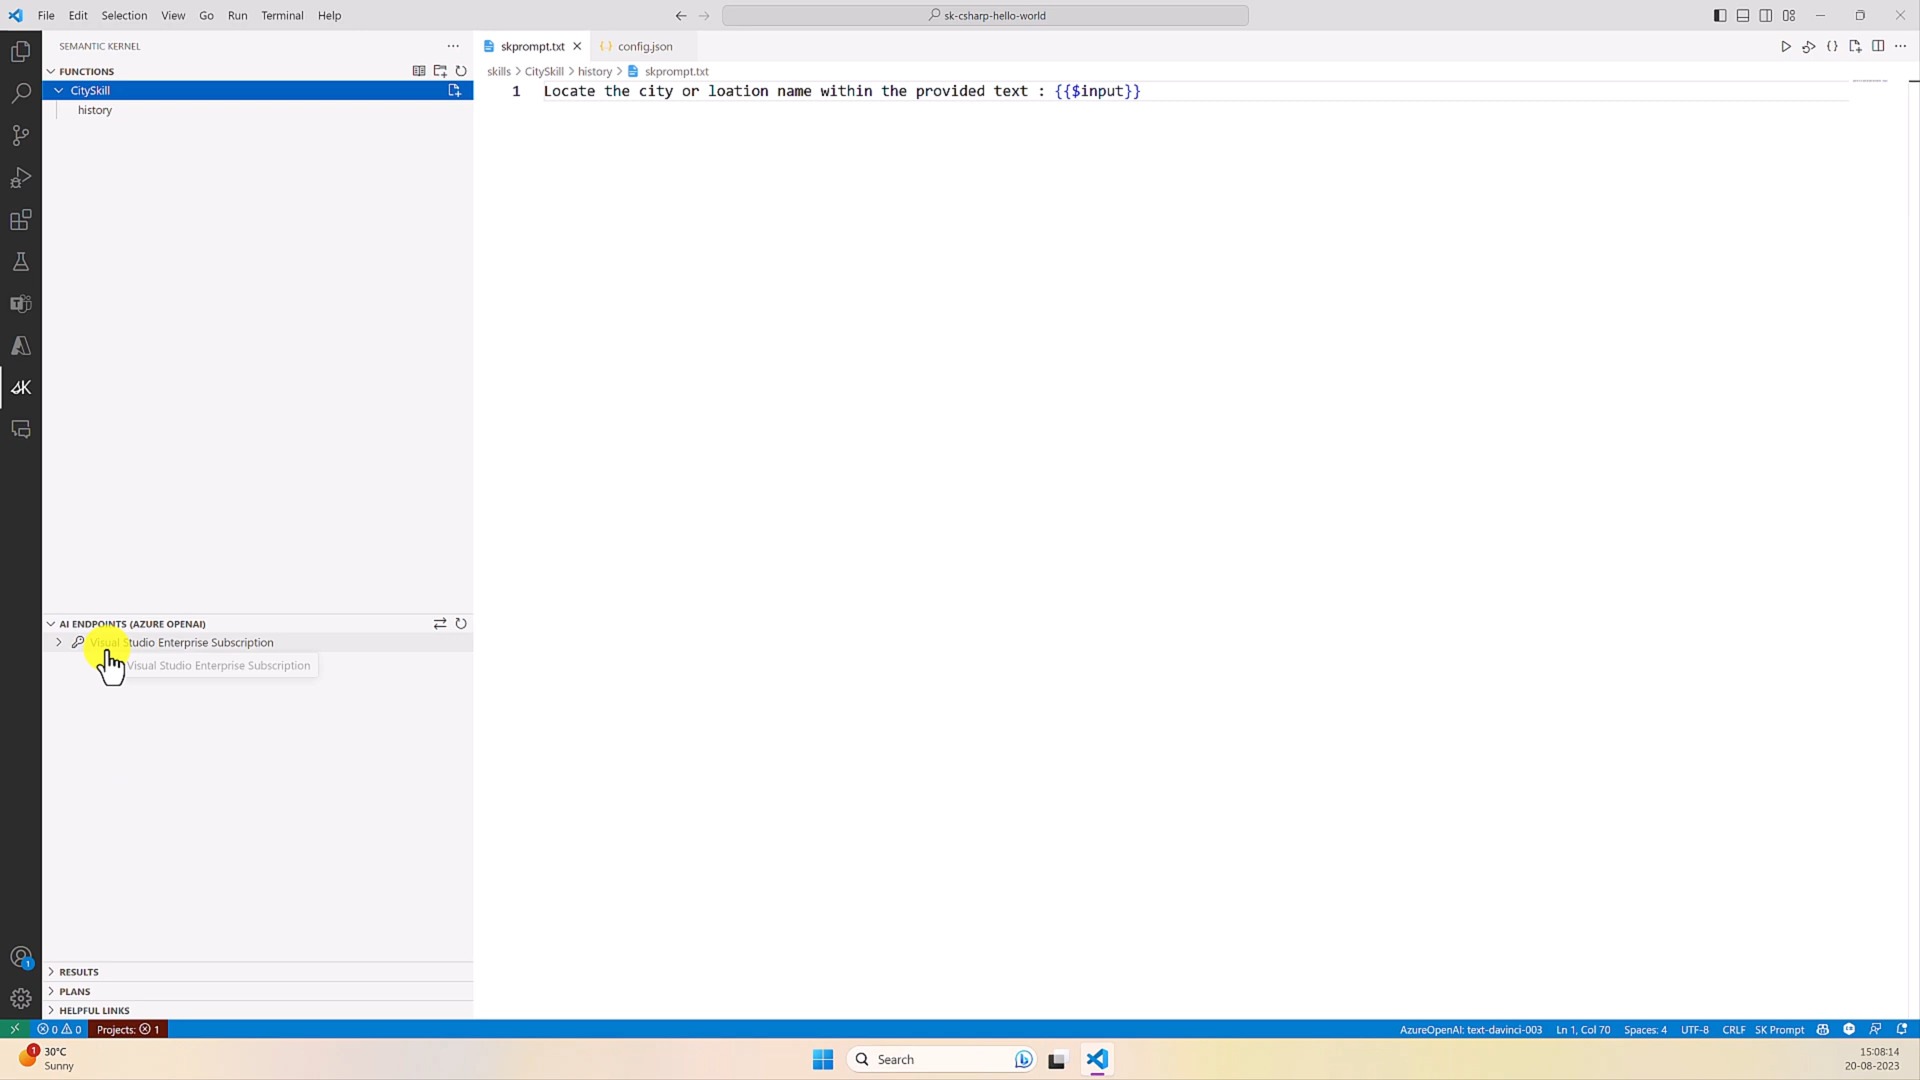 File Edit Selection View Go Run Terminal Help
sk-csharp-hello-world
SEMANTIC KERNEL
skprompt.txt
config.json
FUNCTIONS
skills > CitySkill > history > skprompt.txt
CitySkill
1 Locate the city or loation name within the provided text : {{$input}}
history
AI ENDPOINTS (AZURE OPENAI)
Visual Studio Enterprise Subscription
Visual Studio Enterprise Subscription
RESULTS
PLANS
HELPFUL LINKS
1
0 0 Projects: 1
AzureOpenAI: text-davinci-003 Ln 1, Col 70 Spaces: 4 UTF-8 CRLF SK Prompt
1
30°C
Sunny
Search
15:08:14
20-08-2023